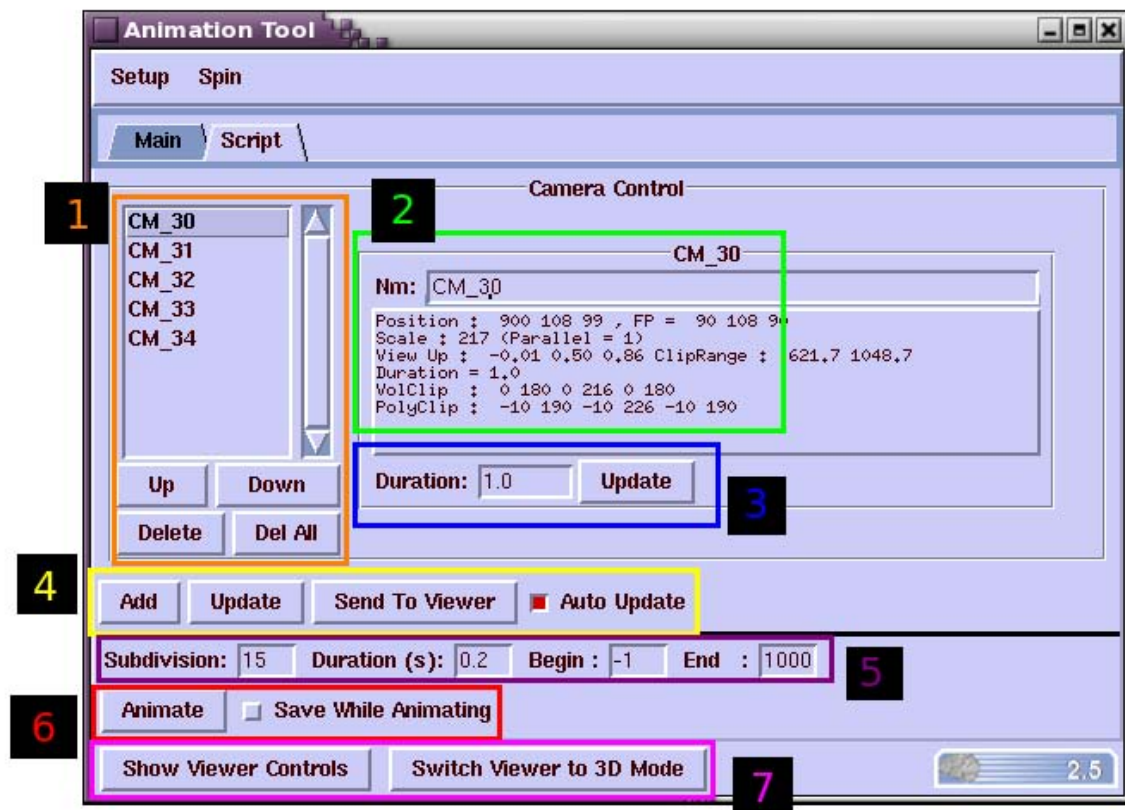 Animation Tool
Setup Spin
Main Script
Camera Control
1
2
CM_30
CM_31
CM_32
CM_33
CM_34
CM_30
Nm: CM_30
Position : 900 108 99 , FP = 90 108 90
Scale : 217 (Parallel = 1)
View Up : -0.01 0.50 0.86 ClipRange : 621.7 1048.7
Duration = 1.0
VolClip : 0 180 0 216 0 180
PolyClip : -10 190 -10 226 -10 190
Up Down
Delete Del All
Duration: 1.0 Update
3
4
Add Update Send To Viewer Auto Update
Subdivision: 15 Duration (s): 0.2 Begin : -1 End : 1000
5
6
Animate Save While Animating
Show Viewer Controls Switch Viewer to 3D Mode
7
2.5